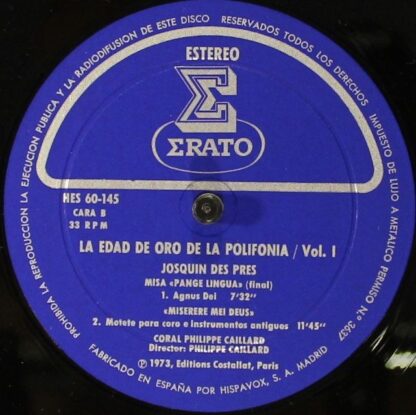 PROHIBIDA LA REPRODUCCION LA EJECUCION PUBLICA Y LA RADIODIFUSION DE ESTE DISCO
RESERVADOS TODOS LOS DERECHOS
IMPUESTO DE LUJO A METALICO PERMISO Nº 3637
ESTEREO
ΣRATO
HES 60-145
CARA B
33 RPM
LA EDAD DE ORO DE LA POLIFONIA / Vol. I
JOSQUIN DES PRES
MISA «PANGE LINGUA» (final)
1. Agnus Dei 7'32"
«MISERERE MEI DEUS»
2. Motete para coro e instrumentos antiguos 11'45"
CORAL PHILIPPE CAILLARD
Director: PHILIPPE CAILLARD
℗ 1973, Editions Costallat, Paris
FABRICADO EN ESPAÑA POR HISPAVOX, S. A. MADRID